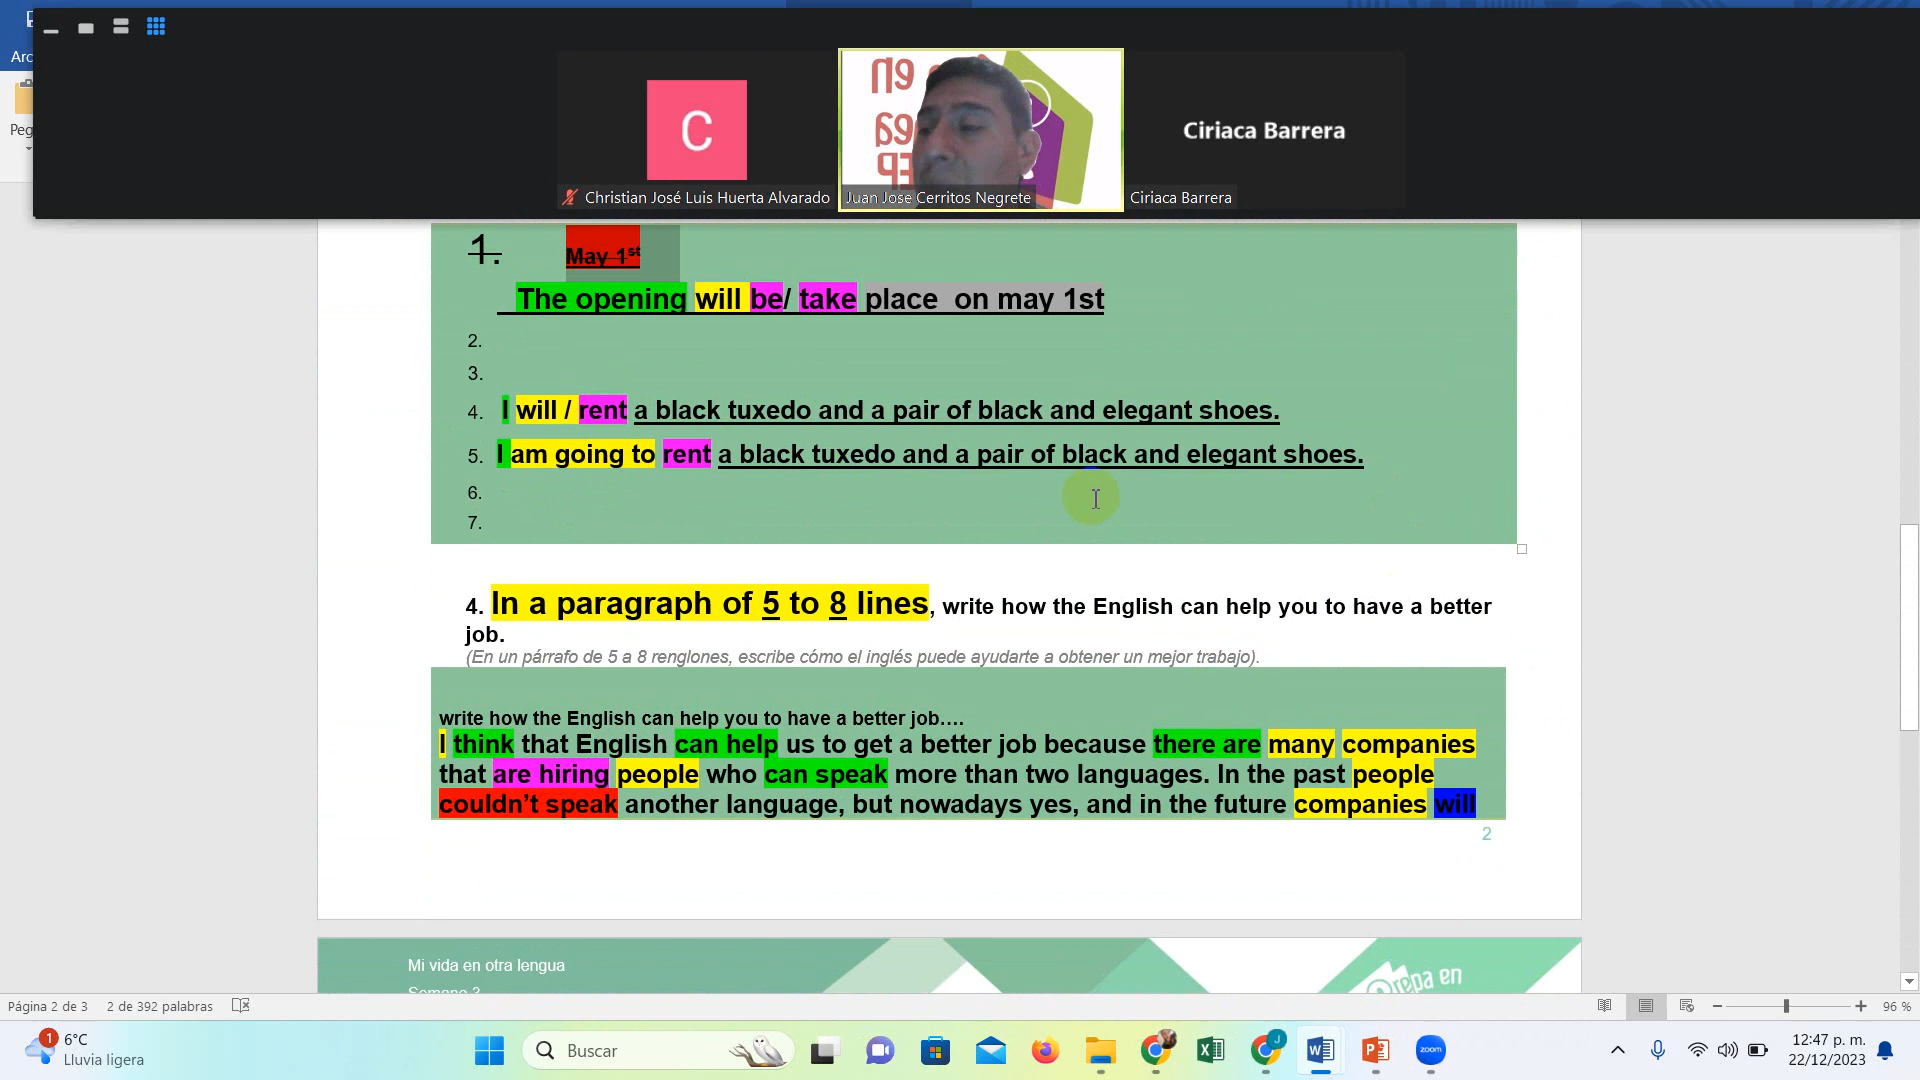 Arc
Peg
C
en
Ciriaca Barrera
Christian José Luis Huerta Alvarado
Juan Jose Cerritos Negrete
Ciriaca Barrera
1. May 1st
The opening will be/ take place on may 1st
2.
3.
4. I will / rent a black tuxedo and a pair of black and elegant shoes.
5. I am going to rent a black tuxedo and a pair of black and elegant shoes.
6.
7.
4. In a paragraph of 5 to 8 lines, write how the English can help you to have a better
job.
(En un párrafo de 5 a 8 renglones, escribe cómo el inglés puede ayudarte a obtener un mejor trabajo).
write how the English can help you to have a better job….
I think that English can help us to get a better job because there are many companies
that are hiring people who can speak more than two languages. In the past people
couldn’t speak another language, but nowadays yes, and in the future companies will
2
Mi vida en otra lengua
Semana 3
Prepa en
Página 2 de 3 2 de 392 palabras
96 %
1
6°C
Lluvia ligera
Buscar
J
zoom
12:47 p. m.
22/12/2023